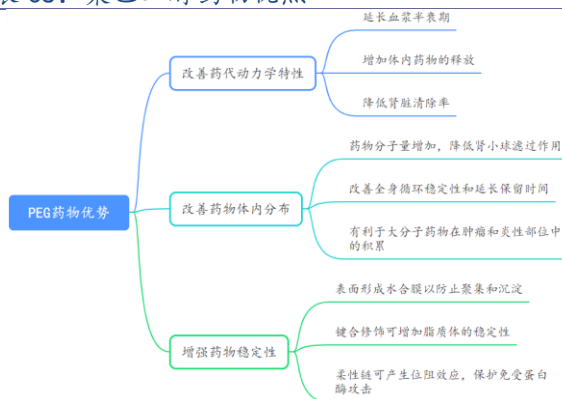 延长血浆半衰期
增加体内药物的释放
改善药代动力学特性
降低肾脏清除率
药物分子量增加，降低肾小球滤过作用
PEG药物优势
改善药物体内分布
改善全身循环稳定性和延长保留时间
有利于大分子药物在肿瘤和炎性部位中
的积累
表面形成水合膜以防止聚集和沉淀
增强药物稳定性
键合修饰可增加脂质体的稳定性
柔性链可产生位阻效应，保护免受蛋白
酶攻击